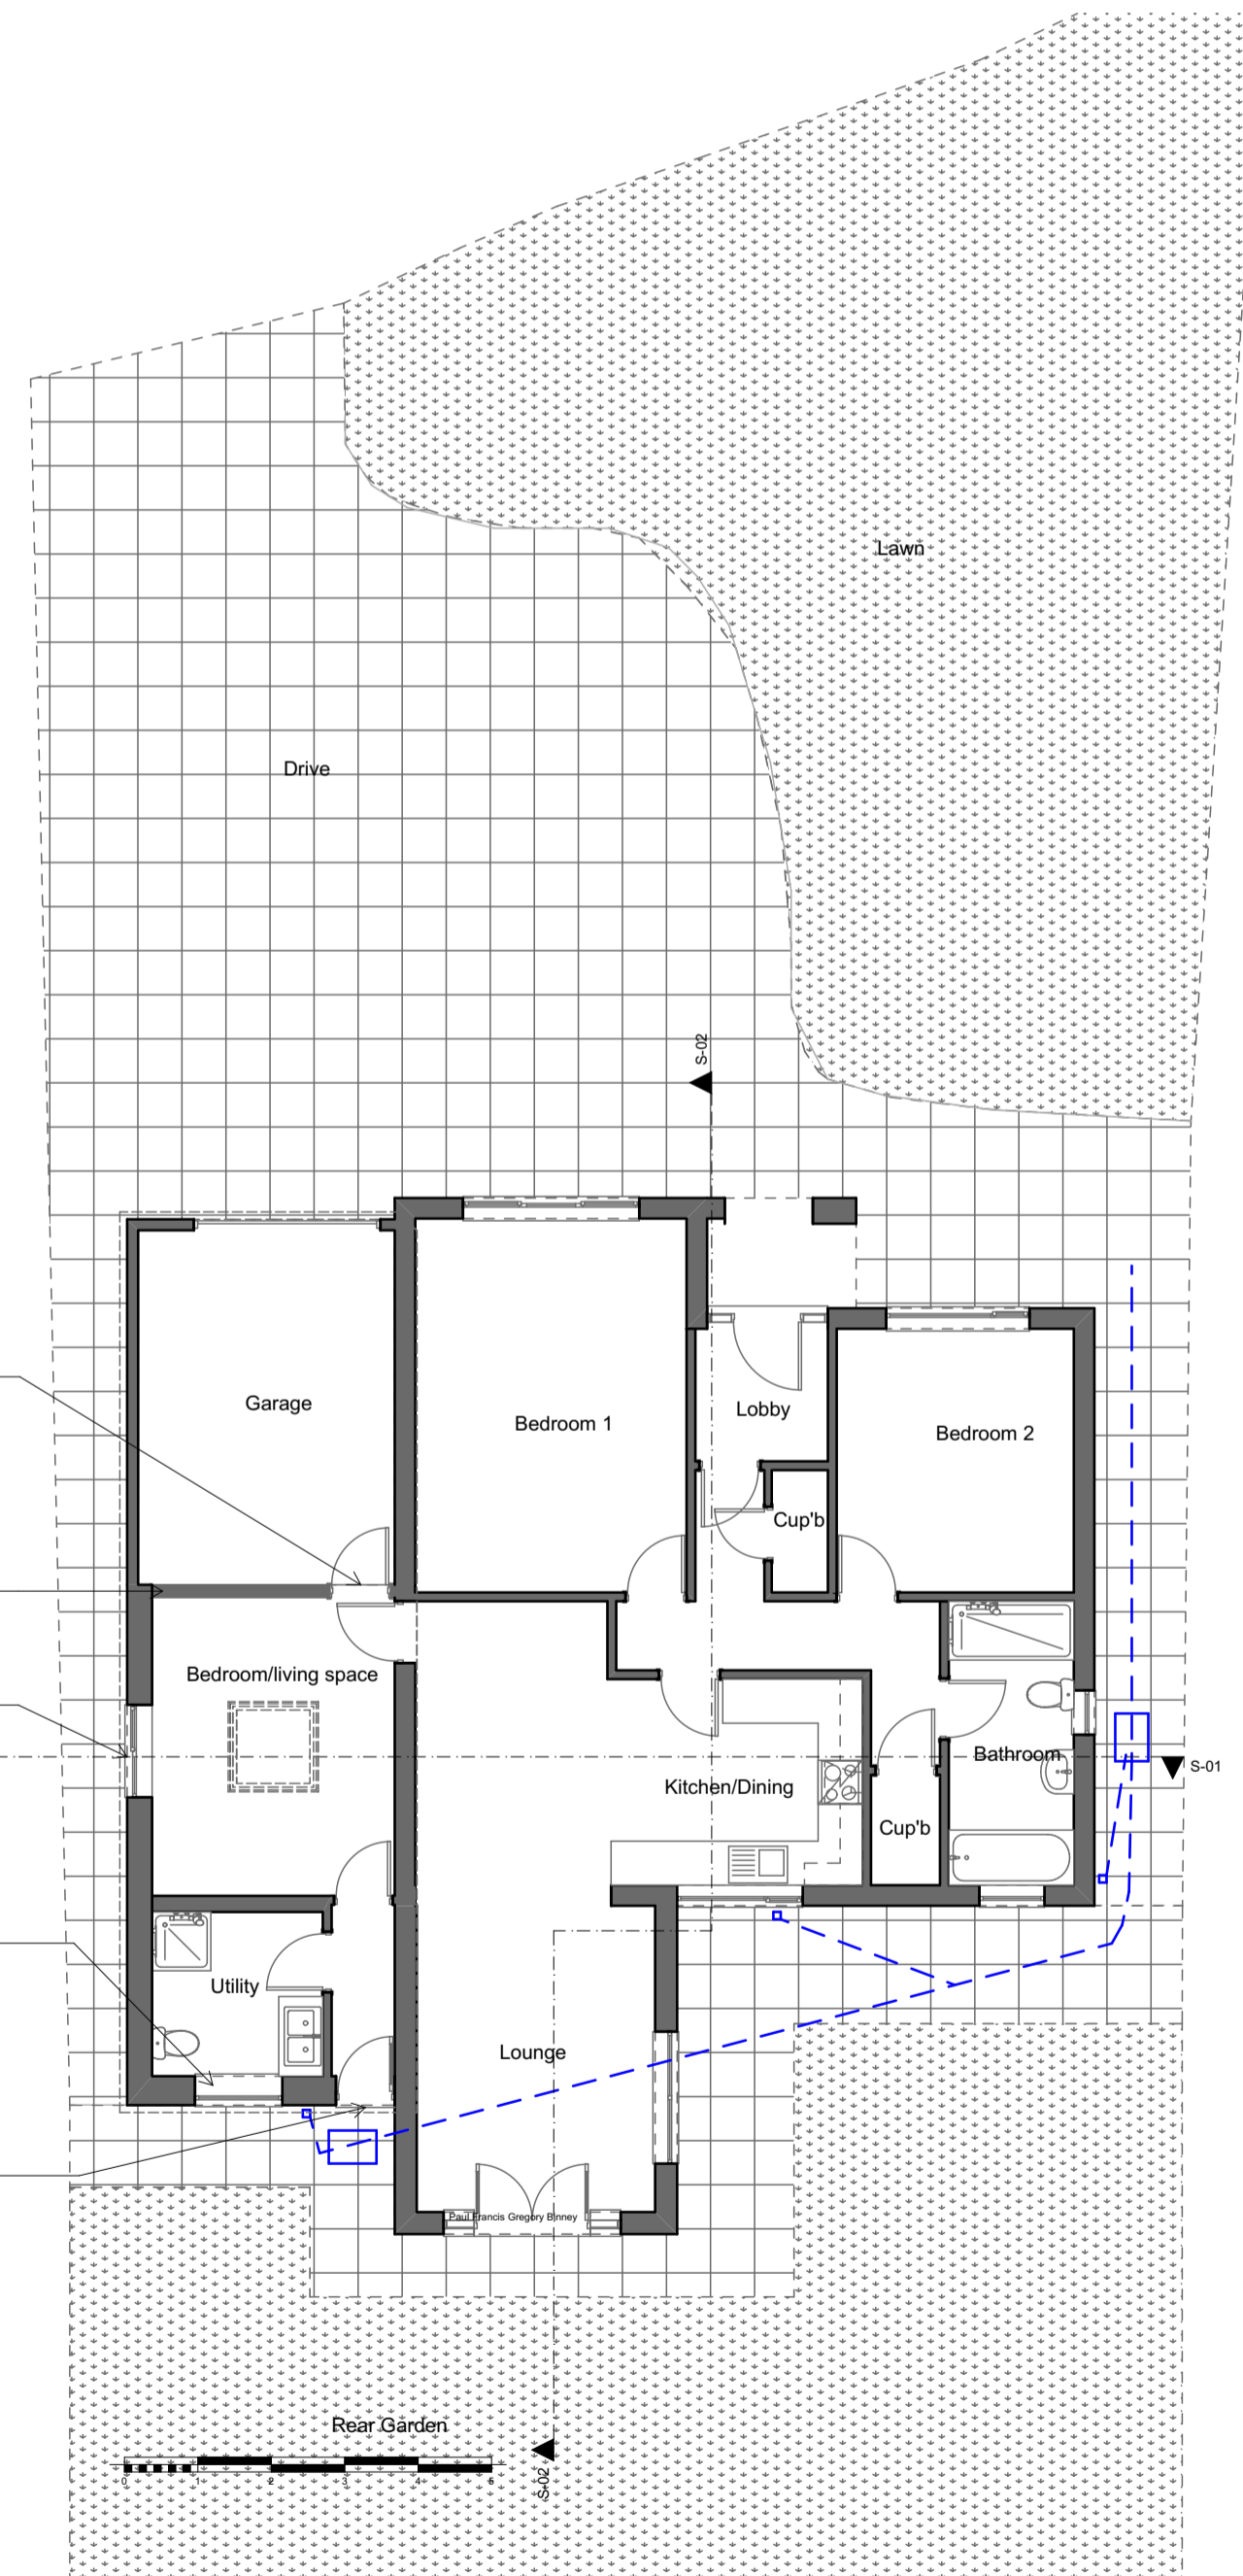 Lawn
Drive
S-02
Garage
Bedroom 1
Lobby
Bedroom 2
Cup'b
Bedroom/living space
Bathroom
S-01
Kitchen/Dining
Cup'b
Utility
Lounge
Paul Francis Gregory Binney
Rear Garden
0 1 2 3 4 5
S-02